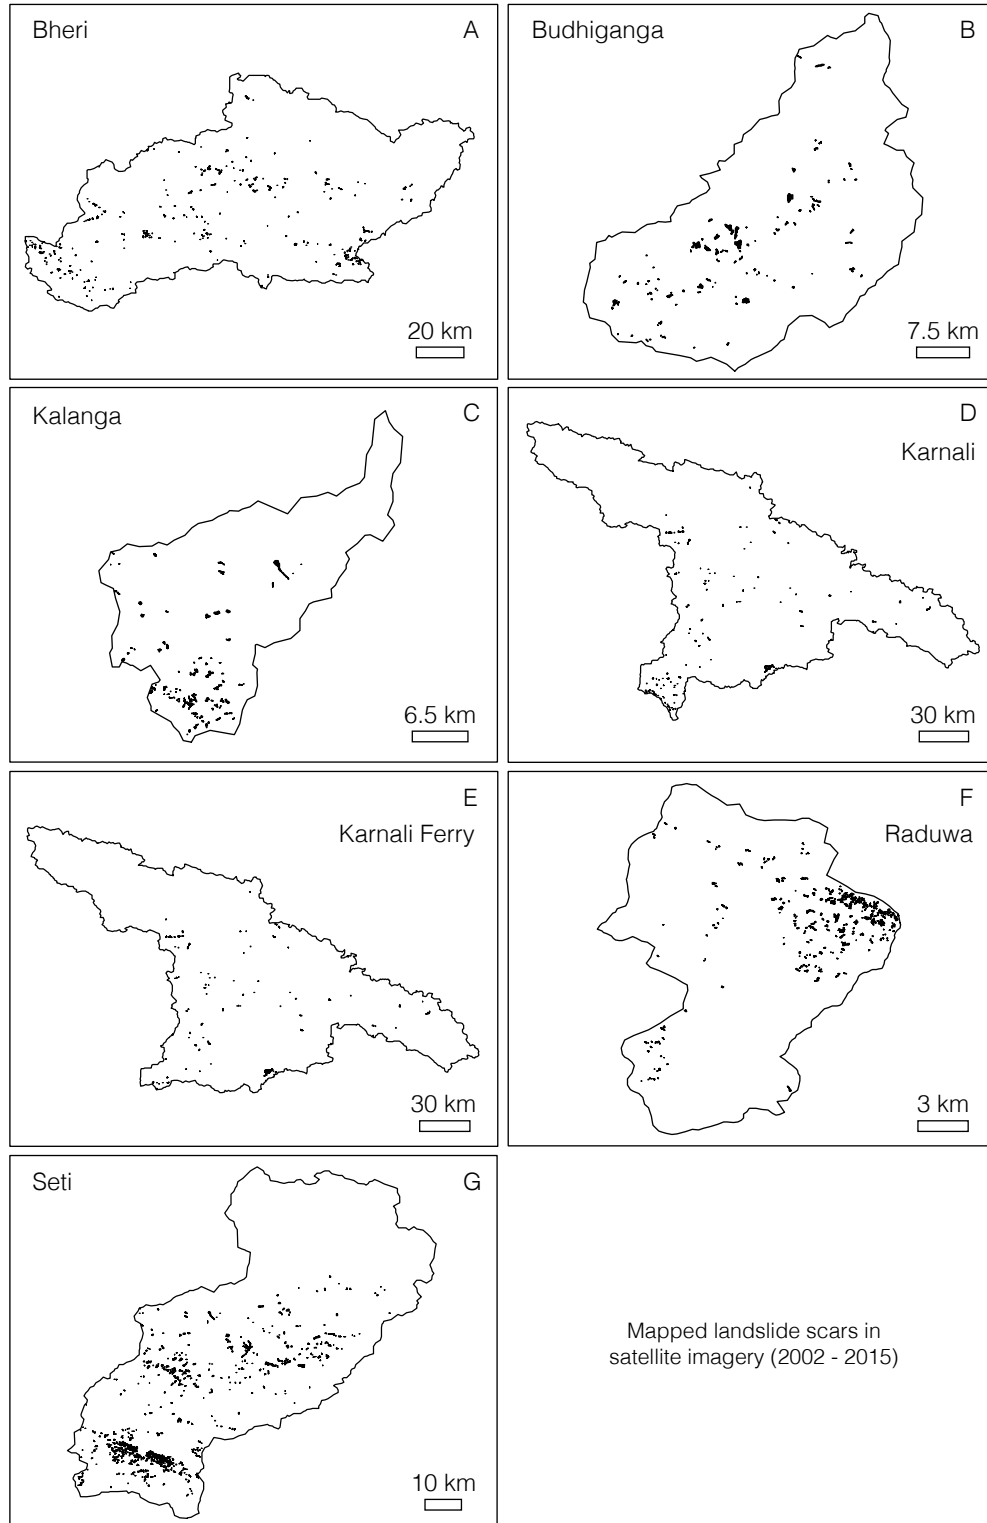 Bheri
A
20 km
Budhiganga
B
7.5 km
Kalanga
C
6.5 km
D
Karnali
30 km
E
Karnali Ferry
30 km
F
Raduwa
3 km
Seti
G
10 km
Mapped landslide scars in
satellite imagery (2002 - 2015)